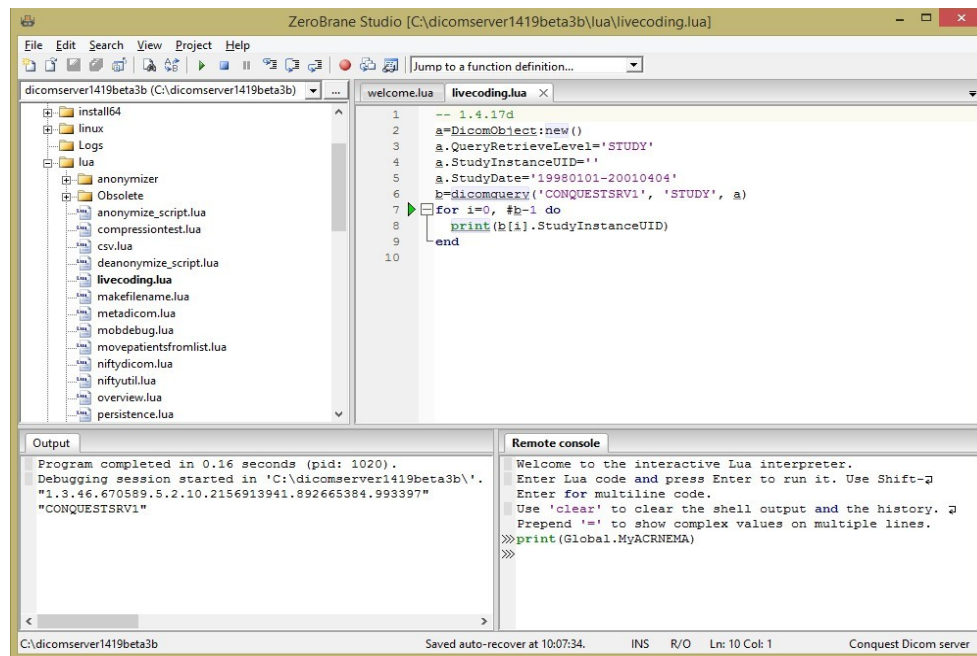 ZeroBrane Studio [C:\dicomserver1419beta3b\lua\livecoding.lua]
File Edit Search View Project Help
Jump to a function definition...
dicomserver1419beta3b (C:\dicomserver1419beta3b)
...
install64
linux
Logs
lua
anonymizer
Obsolete
anonymize_script.lua
compressiontest.lua
csv.lua
deanonymize_script.lua
livecoding.lua
makefilename.lua
metadicom.lua
mobdebug.lua
movepatientsfromlist.lua
niftydicom.lua
niftyutil.lua
overview.lua
persistence.lua
welcome.lua livecoding.lua
1 -- 1.4.17d
2 a=DicomObject:new()
3 a.QueryRetrieveLevel='STUDY'
4 a.StudyInstanceUID=''
5 a.StudyDate='19980101-20010404'
6 b=dicomquery('CONQUESTSRV1', 'STUDY', a)
7 for i=0, #b-1 do
8 print(b[i].StudyInstanceUID)
9 end
10
Output
Program completed in 0.16 seconds (pid: 1020).
Debugging session started in 'C:\dicomserver1419beta3b\'.
"1.3.46.670589.5.2.10.2156913941.892665384.993397"
"CONQUESTSRV1"
Remote console
Welcome to the interactive Lua interpreter.
Enter Lua code and press Enter to run it. Use Shift-
Enter for multiline code.
Use 'clear' to clear the shell output and the history.
Prepend '=' to show complex values on multiple lines.
print(Global.MyACRNEMA)
C:\dicomserver1419beta3b Saved auto-recover at 10:07:34. INS R/O Ln: 10 Col: 1 Conquest Dicom server